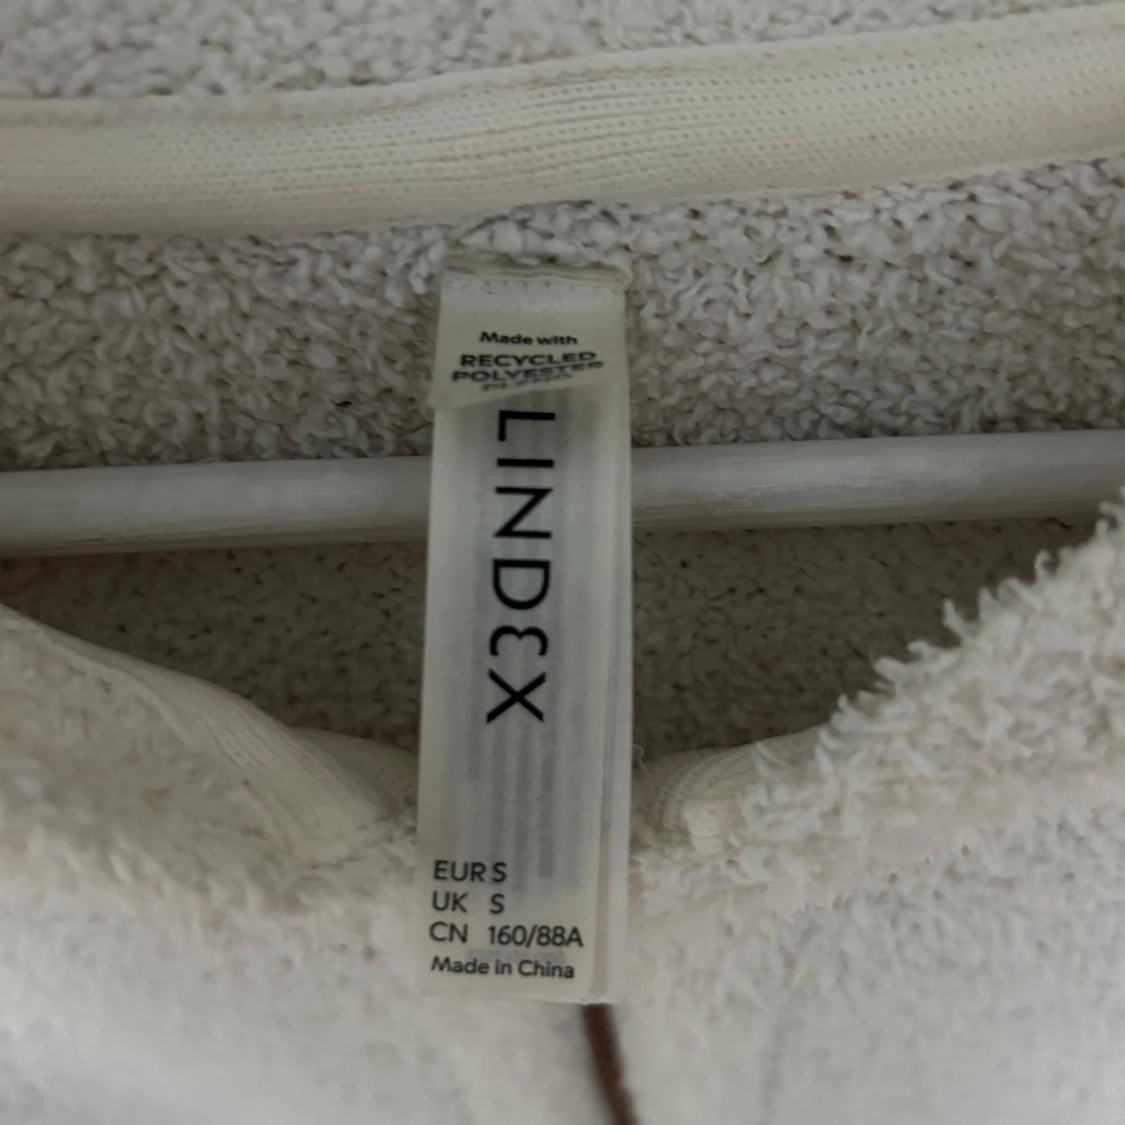 Made with
RECYCLED
POLYESTER
LINDEX
EUR S
UK S
CN 160/88A
Made in China